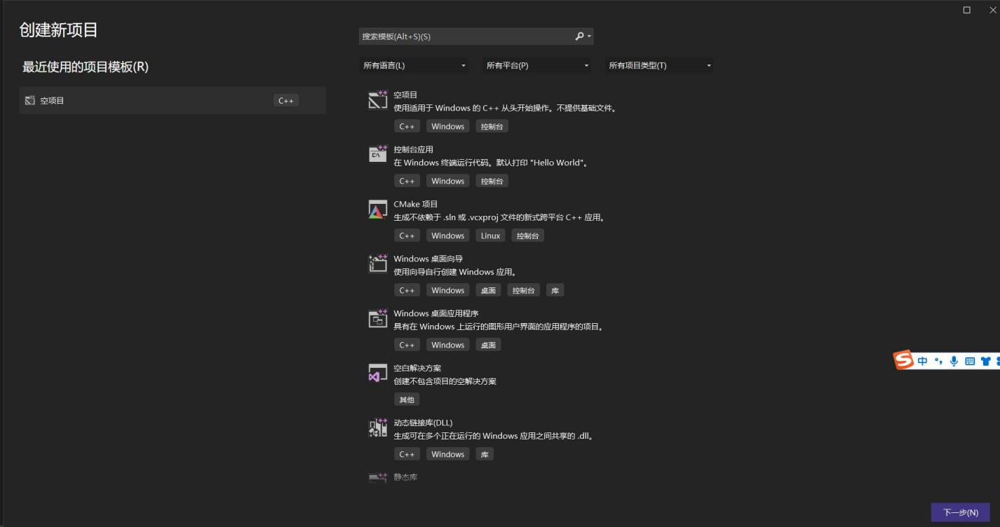 创建新项目
最近使用的项目模板(R)
空项目 C++
搜索模板(Alt+S)(S)
所有语言(L) 所有平台(P) 所有项目类型(T)
空项目
使用适用于 Windows 的 C++ 从头开始操作。不提供基础文件。
C++ Windows 控制台
控制台应用
在 Windows 终端运行代码。默认打印 "Hello World"。
C++ Windows 控制台
CMake 项目
生成不依赖于 .sln 或 .vcxproj 文件的新式跨平台 C++ 应用。
C++ Windows Linux 控制台
Windows 桌面向导
使用向导自行创建 Windows 应用。
C++ Windows 桌面 控制台 库
Windows 桌面应用程序
具有在 Windows 上运行的图形用户界面的应用程序的项目。
C++ Windows 桌面
空白解决方案
创建不包含项目的空解决方案
其他
动态链接库(DLL)
生成可在多个正在运行的 Windows 应用之间共享的 .dll。
C++ Windows 库
静态库
中
下一步(N)